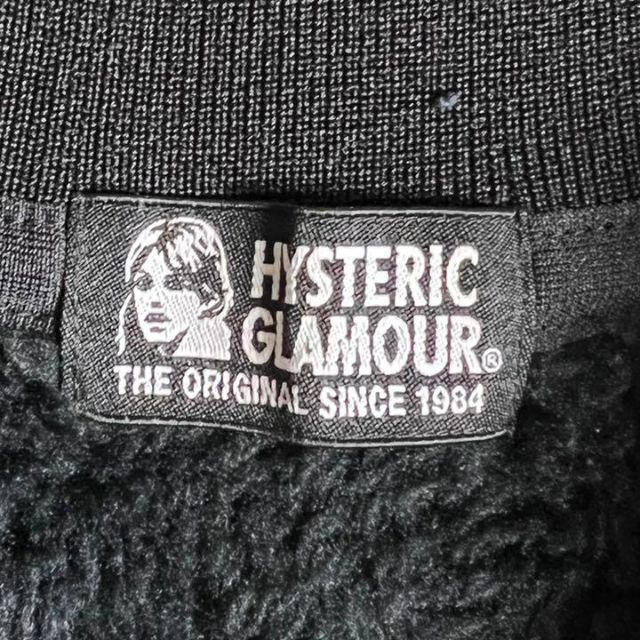 HYSTERIC
GLAMOUR®
THE ORIGINAL SINCE 1984